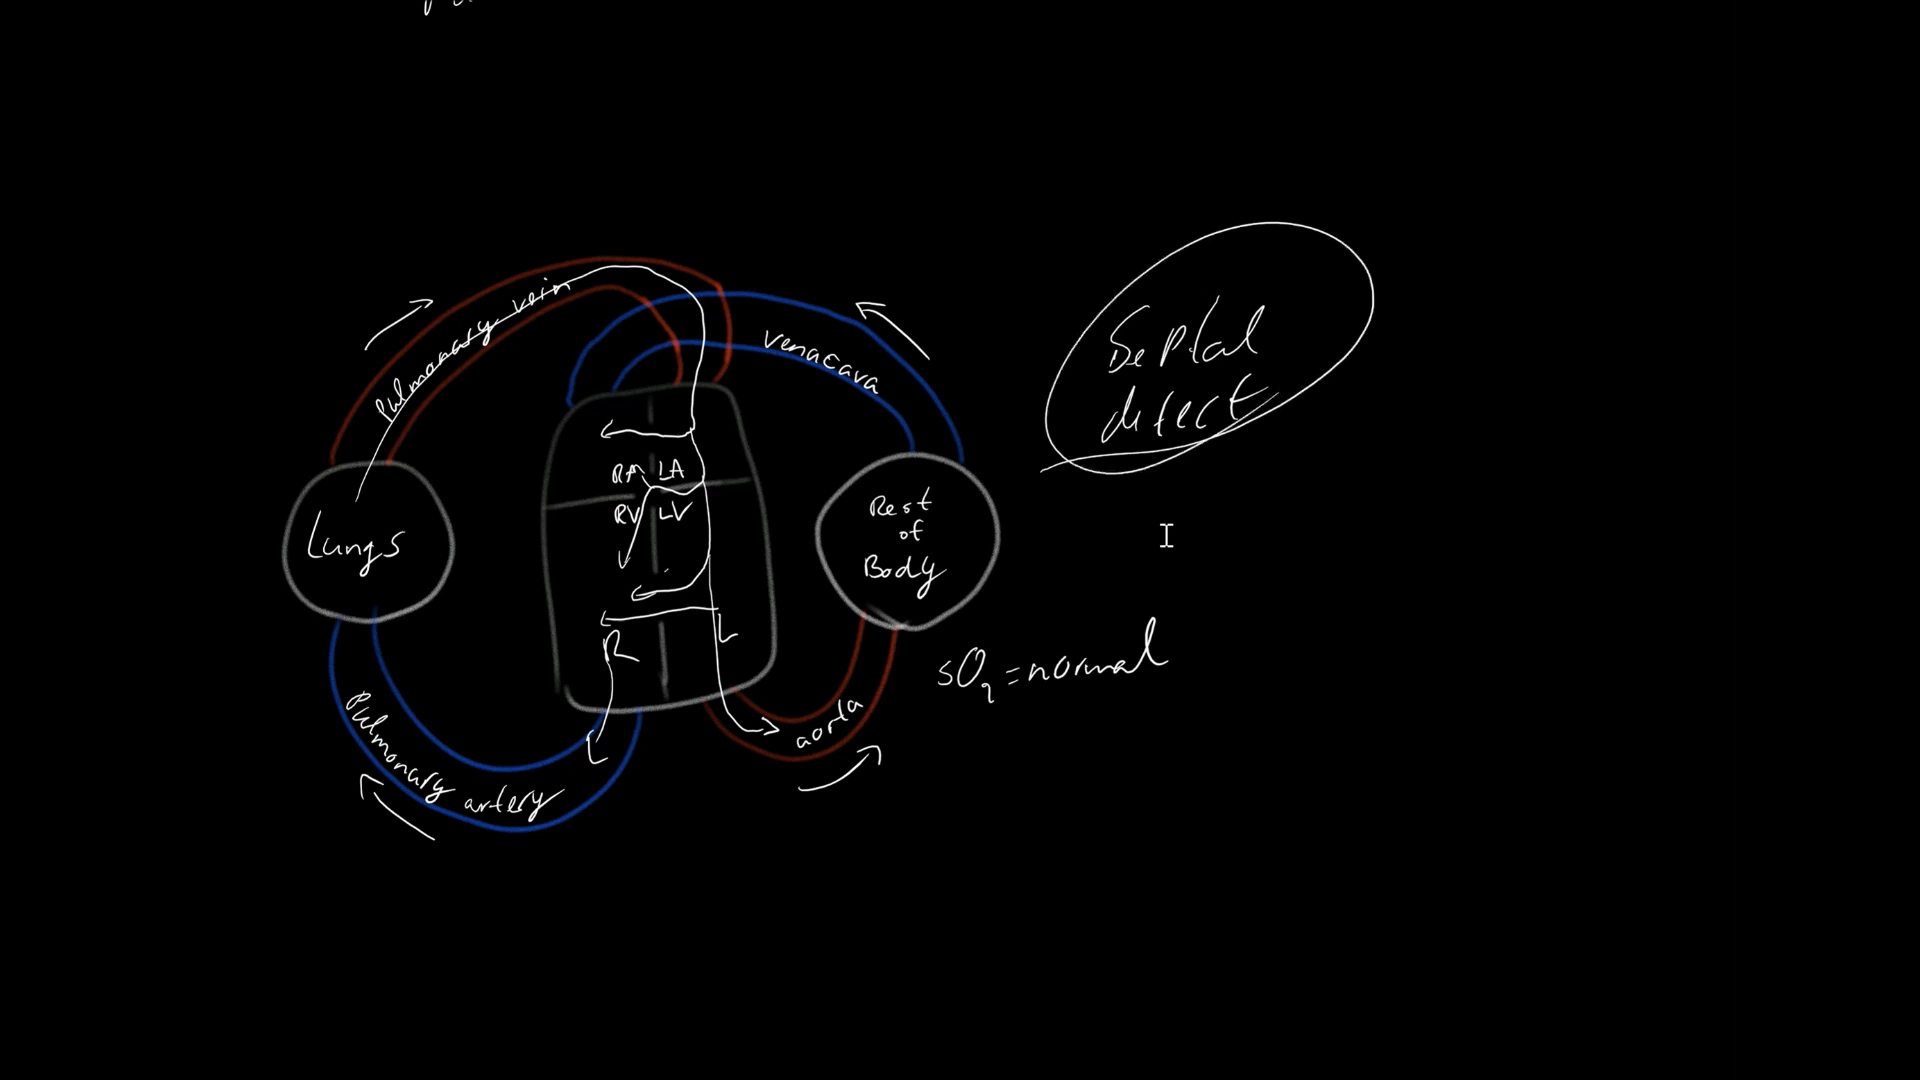 pulmonary vein
venacava
Septal
defect
RA LA
RV LV
Lungs
Rest
of
Body
R L
sO2 = normal
Pulmonary artery
aorta